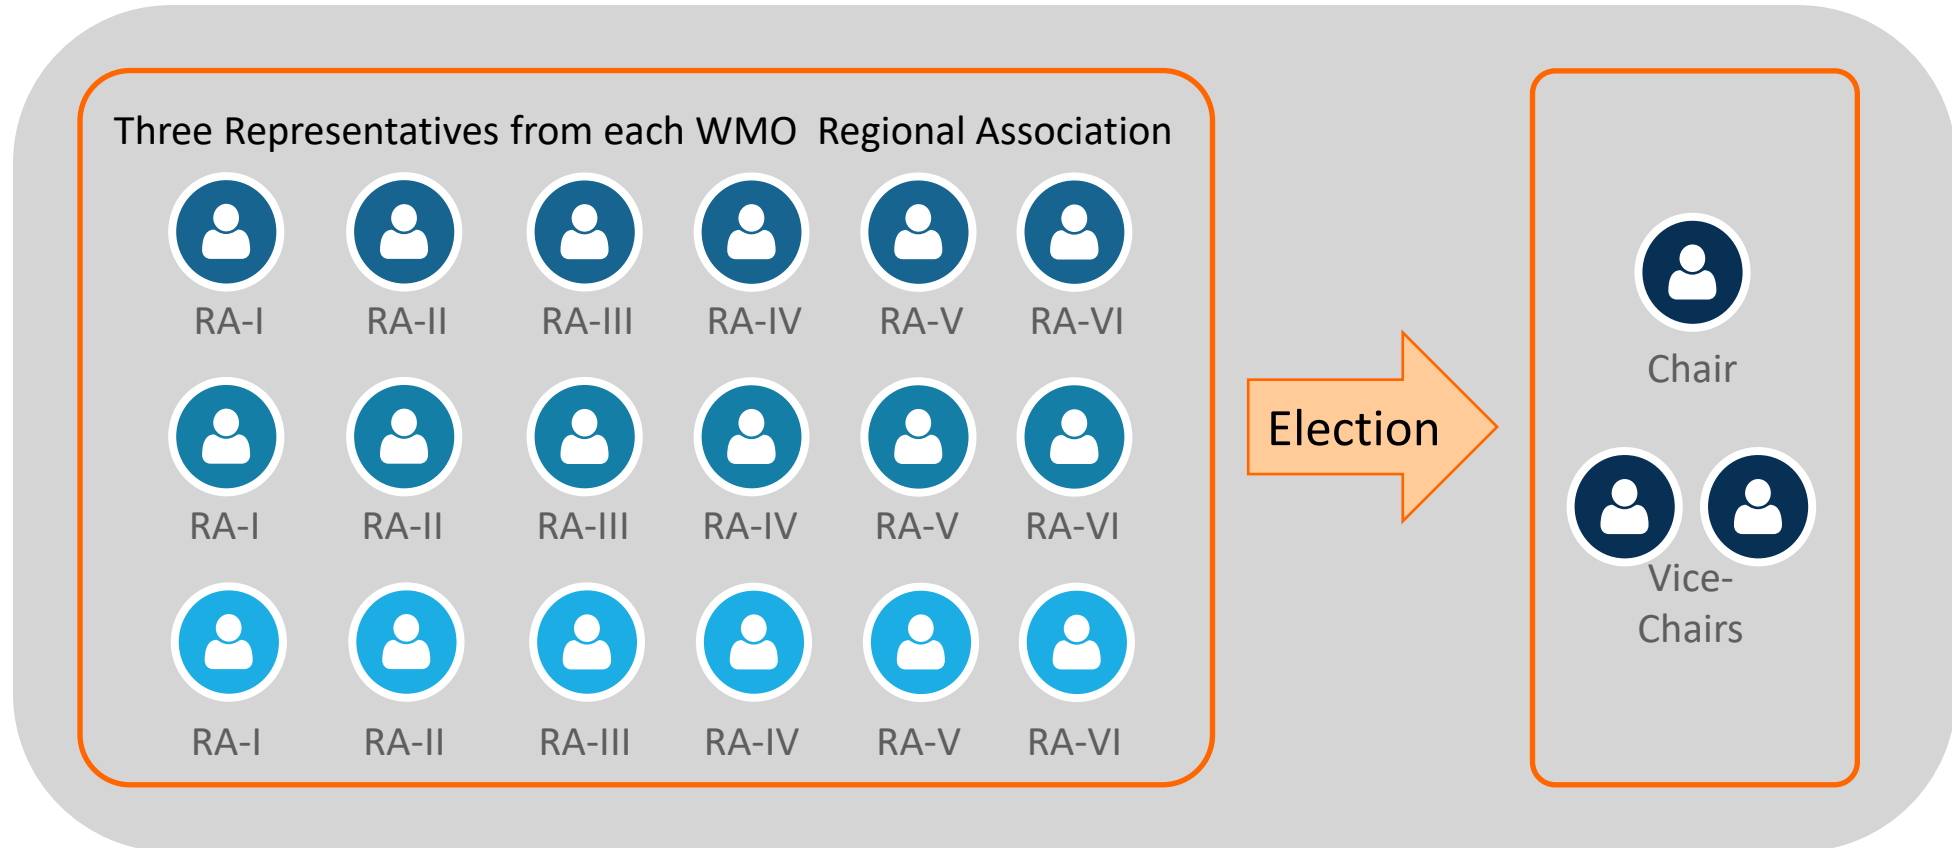 Three Representatives from each WMO  Regional Association
RA-I RA-II RA-III RA-IV RA-V RA-VI
RA-I RA-II RA-III RA-IV RA-V RA-VI
RA-I RA-II RA-III RA-IV RA-V RA-VI
Election
Chair
Vice-
Chairs